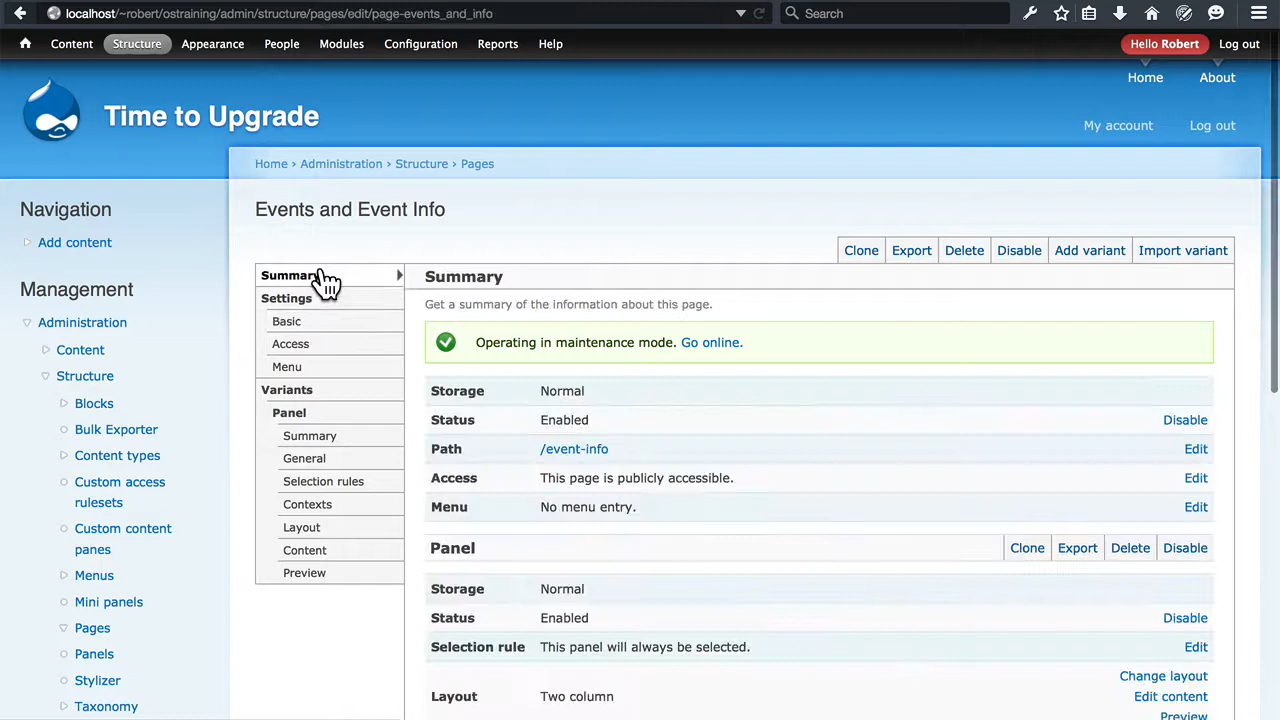 localhost/~robert/ostraining/admin/structure/pages/edit/page-events_and_info
Search
Content Structure Appearance People Modules Configuration Reports Help
Hello Robert Log out
Home About
Time to Upgrade
My account Log out
Home › Administration › Structure › Pages
Navigation
Add content
Management
Administration
Content
Structure
Blocks
Bulk Exporter
Content types
Custom access
rulesets
Custom content
panes
Menus
Mini panels
Pages
Panels
Stylizer
Taxonomy
Events and Event Info
Clone Export Delete Disable Add variant Import variant
Summary
Settings
Basic
Access
Menu
Variants
Panel
Summary
General
Selection rules
Contexts
Layout
Content
Preview
Summary
Get a summary of the information about this page.
Operating in maintenance mode. Go online.
Storage Normal
Status Enabled Disable
Path /event-info Edit
Access This page is publicly accessible. Edit
Menu No menu entry. Edit
Panel Clone Export Delete Disable
Storage Normal
Status Enabled Disable
Selection rule This panel will always be selected. Edit
Change layout
Layout Two column Edit content
Preview